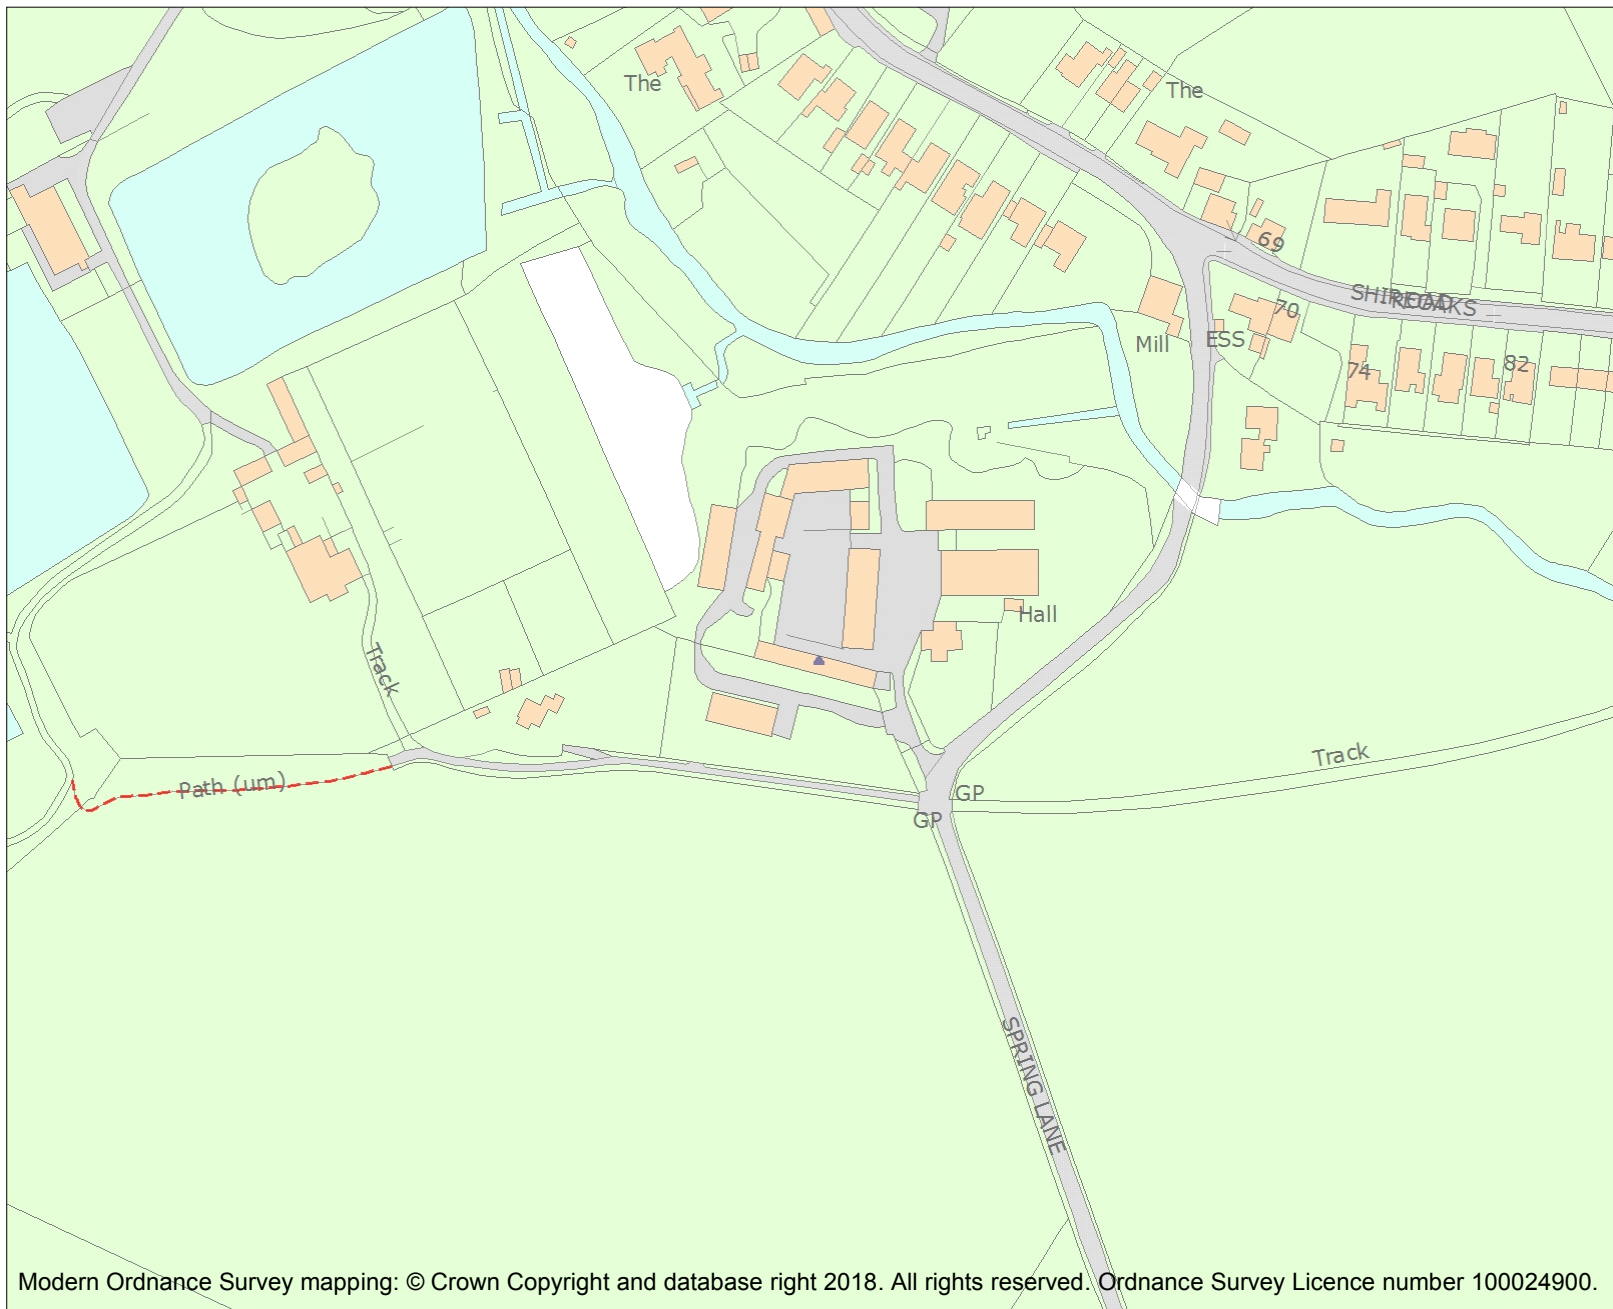 The
The
69
SHIREOAKS
ROAD
70
ESS
Mill
74
82
Hall
Track
Track
Path (um)
GP
GP
SPRING LANE
Modern Ordnance Survey mapping: © Crown Copyright and database right 2018. All rights reserved. Ordnance Survey Licence number 100024900.